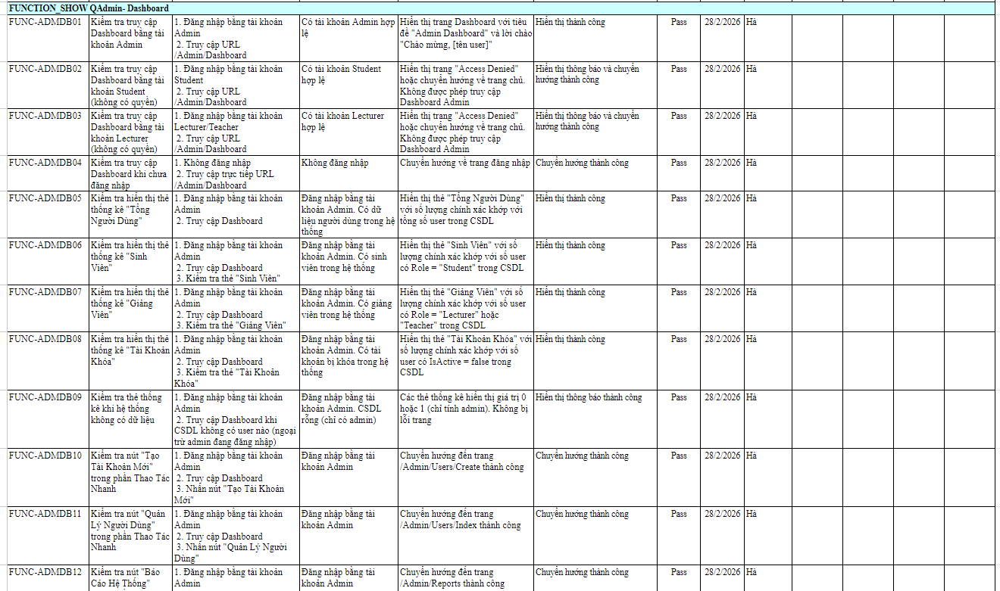 FUNCTION_SHOW QAdmin- Dashboard
FUNC-ADMDB01
Kiểm tra truy cập
Dashboard bằng tài
khoản Admin
1. Đăng nhập bằng tài khoản
Admin
2. Truy cập URL
/Admin/Dashboard
Có tài khoản Admin hợp
lệ
Hiển thị trang Dashboard với tiêu
đề "Admin Dashboard" và lời chào
"Chào mừng, [tên user]"
Hiển thị thành công
Pass
28/2/2026
Hà
FUNC-ADMDB02
Kiểm tra truy cập
Dashboard bằng tài
khoản Student
(không có quyền)
1. Đăng nhập bằng tài khoản
Student
2. Truy cập URL
/Admin/Dashboard
Có tài khoản Student
hợp lệ
Hiển thị trang "Access Denied"
hoặc chuyển hướng về trang chủ.
Không được phép truy cập
Dashboard Admin
Hiển thị thông báo và chuyển
hướng thành công
Pass
28/2/2026
Hà
FUNC-ADMDB03
Kiểm tra truy cập
Dashboard bằng tài
khoản Lecturer
(không có quyền)
1. Đăng nhập bằng tài khoản
Lecturer/Teacher
2. Truy cập URL
/Admin/Dashboard
Có tài khoản Lecturer
hợp lệ
Hiển thị trang "Access Denied"
hoặc chuyển hướng về trang chủ.
Không được phép truy cập
Dashboard Admin
Hiển thị thông báo và chuyển
hướng thành công
Pass
28/2/2026
Hà
FUNC-ADMDB04
Kiểm tra truy cập
Dashboard khi chưa
đăng nhập
1. Không đăng nhập
2. Truy cập trực tiếp URL
/Admin/Dashboard
Không đăng nhập
Chuyển hướng về trang đăng nhập
Chuyển hướng thành công
Pass
28/2/2026
Hà
FUNC-ADMDB05
Kiểm tra hiển thị thẻ
thống kê "Tổng
Người Dùng"
1. Đăng nhập bằng tài khoản
Admin
2. Truy cập Dashboard
Đăng nhập bằng tài
khoản Admin. Có dữ
liệu người dùng trong hệ
thống
Hiển thị thẻ "Tổng Người Dùng"
với số lượng chính xác khớp với
tổng số user trong CSDL
Hiển thị thành công
Pass
28/2/2026
Hà
FUNC-ADMDB06
Kiểm tra hiển thị thẻ
thống kê "Sinh
Viên"
1. Đăng nhập bằng tài khoản
Admin
2. Truy cập Dashboard
3. Kiểm tra thẻ "Sinh Viên"
Đăng nhập bằng tài
khoản Admin. Có sinh
viên trong hệ thống
Hiển thị thẻ "Sinh Viên" với số
lượng chính xác khớp với số user
có Role = "Student" trong CSDL
Hiển thị thành công
Pass
28/2/2026
Hà
FUNC-ADMDB07
Kiểm tra hiển thị thẻ
thống kê "Giảng
Viên"
1. Đăng nhập bằng tài khoản
Admin
2. Truy cập Dashboard
3. Kiểm tra thẻ "Giảng Viên"
Đăng nhập bằng tài
khoản Admin. Có giảng
viên trong hệ thống
Hiển thị thẻ "Giảng Viên" với số
lượng chính xác khớp với số user
có Role = "Lecturer" hoặc
"Teacher" trong CSDL
Hiển thị thành công
Pass
28/2/2026
Hà
FUNC-ADMDB08
Kiểm tra hiển thị thẻ
thống kê "Tài Khoản
Khóa"
1. Đăng nhập bằng tài khoản
Admin
2. Truy cập Dashboard
3. Kiểm tra thẻ "Tài Khoản
Khóa"
Đăng nhập bằng tài
khoản Admin. Có tài
khoản bị khóa trong hệ
thống
Hiển thị thẻ "Tài Khoản Khóa" với
số lượng chính xác khớp với số
user có IsActive = false trong
CSDL
Hiển thị thành công
Pass
28/2/2026
Hà
FUNC-ADMDB09
Kiểm tra thẻ thống
kê khi hệ thống
không có dữ liệu
1. Đăng nhập bằng tài khoản
Admin
2. Truy cập Dashboard khi
CSDL không có user nào (ngoại
trừ admin đang đăng nhập)
Đăng nhập bằng tài
khoản Admin. CSDL
rỗng (chỉ có admin)
Các thẻ thống kê hiển thị giá trị 0
hoặc 1 (chỉ tính admin). Không bị
lỗi trang
Hiển thị thông báo thành công
Pass
28/2/2026
Hà
FUNC-ADMDB10
Kiểm tra nút "Tạo
Tài Khoản Mới"
trong phần Thao Tác
Nhanh
1. Đăng nhập bằng tài khoản
Admin
2. Truy cập Dashboard
3. Nhấn nút "Tạo Tài Khoản
Mới"
Đăng nhập bằng tài
khoản Admin
Chuyển hướng đến trang
/Admin/Users/Create thành công
Chuyển hướng thành công
Pass
28/2/2026
Hà
FUNC-ADMDB11
Kiểm tra nút "Quản
Lý Người Dùng"
trong phần Thao Tác
Nhanh
1. Đăng nhập bằng tài khoản
Admin
2. Truy cập Dashboard
3. Nhấn nút "Quản Lý Người
Dùng"
Đăng nhập bằng tài
khoản Admin
Chuyển hướng đến trang
/Admin/Users/Index thành công
Chuyển hướng thành công
Pass
28/2/2026
Hà
FUNC-ADMDB12
Kiểm tra nút "Báo
Cáo Hệ Thống"
1. Đăng nhập bằng tài khoản
Admin
Đăng nhập bằng tài
khoản Admin
Chuyển hướng đến trang
/Admin/Reports thành công
Chuyển hướng thành công
Pass
28/2/2026
Hà